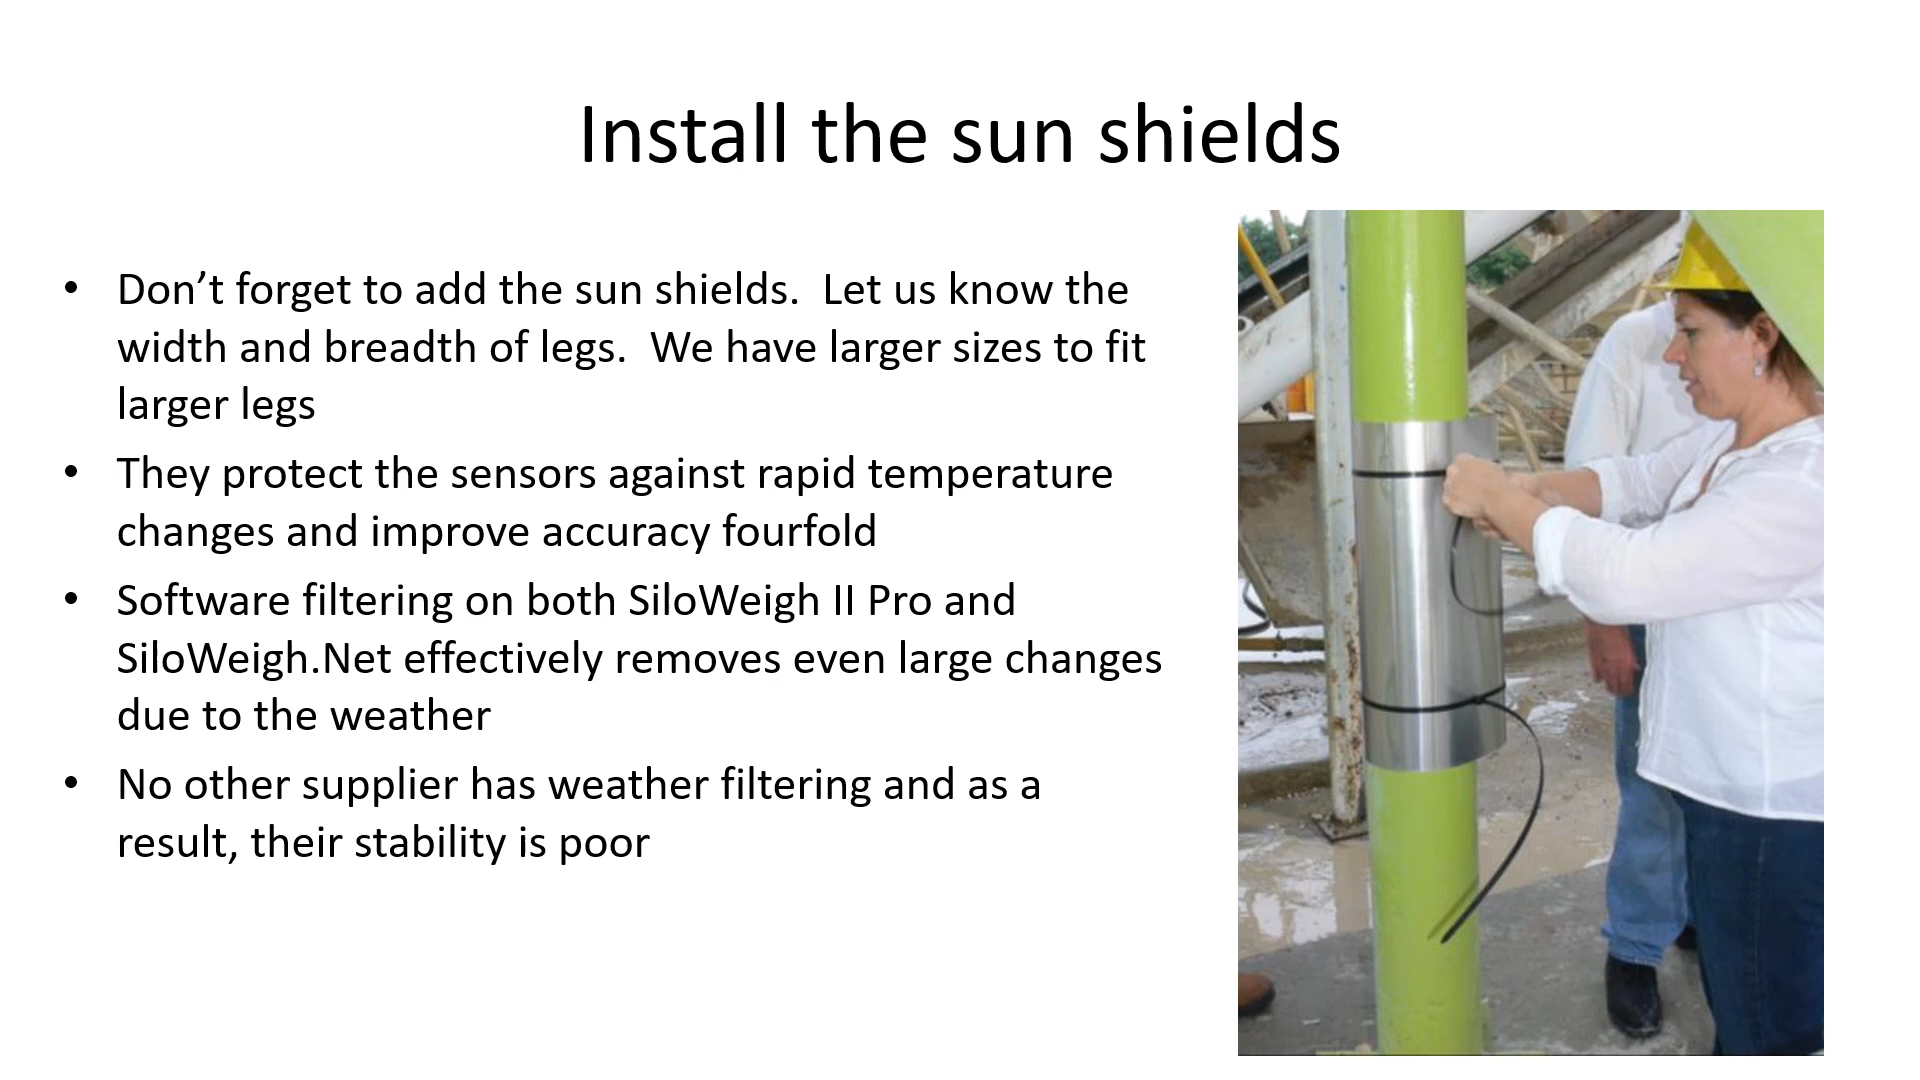 Install the sun shields
• Don’t forget to add the sun shields.  Let us know the
width and breadth of legs.  We have larger sizes to fit
larger legs
• They protect the sensors against rapid temperature
changes and improve accuracy fourfold
• Software filtering on both SiloWeigh II Pro and
SiloWeigh.Net effectively removes even large changes
due to the weather
• No other supplier has weather filtering and as a
result, their stability is poor